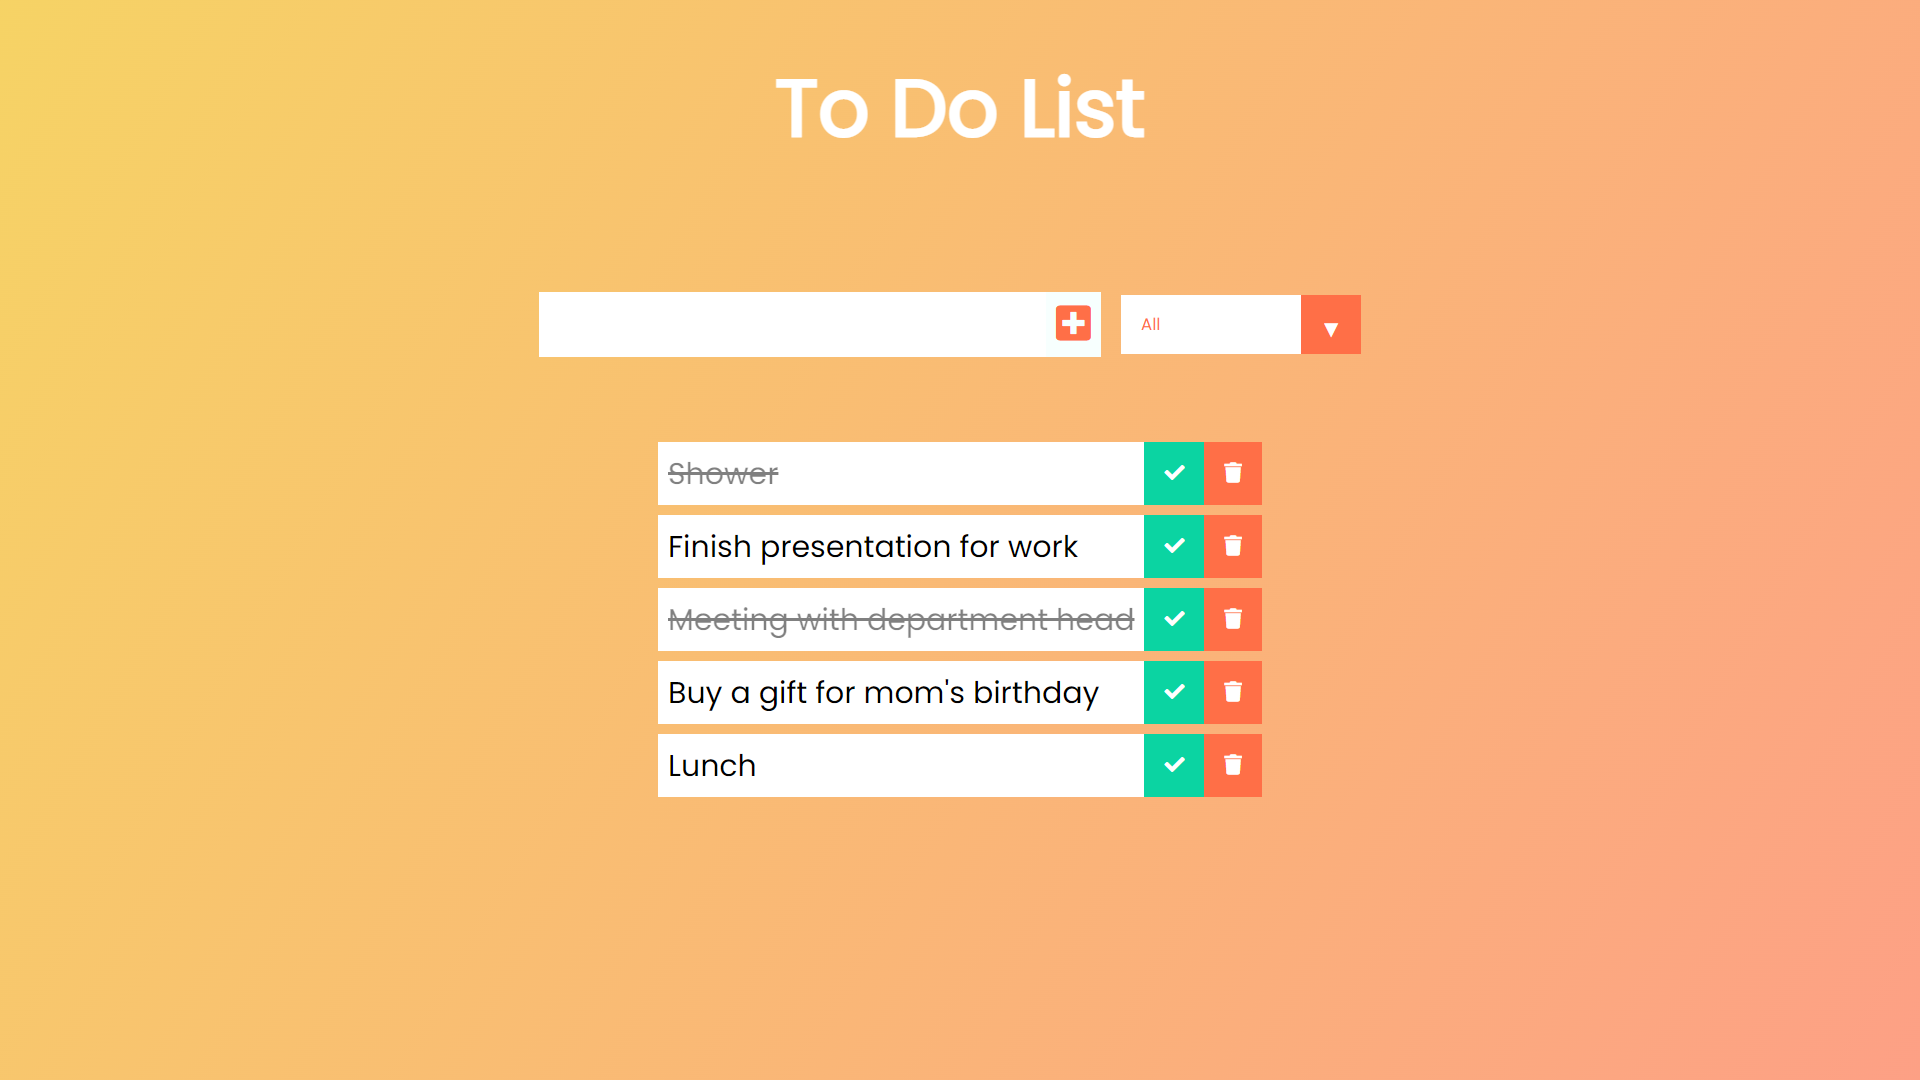 To Do List
All
Shower
Finish presentation for work
Meeting with department head
Buy a gift for mom's birthday
Lunch